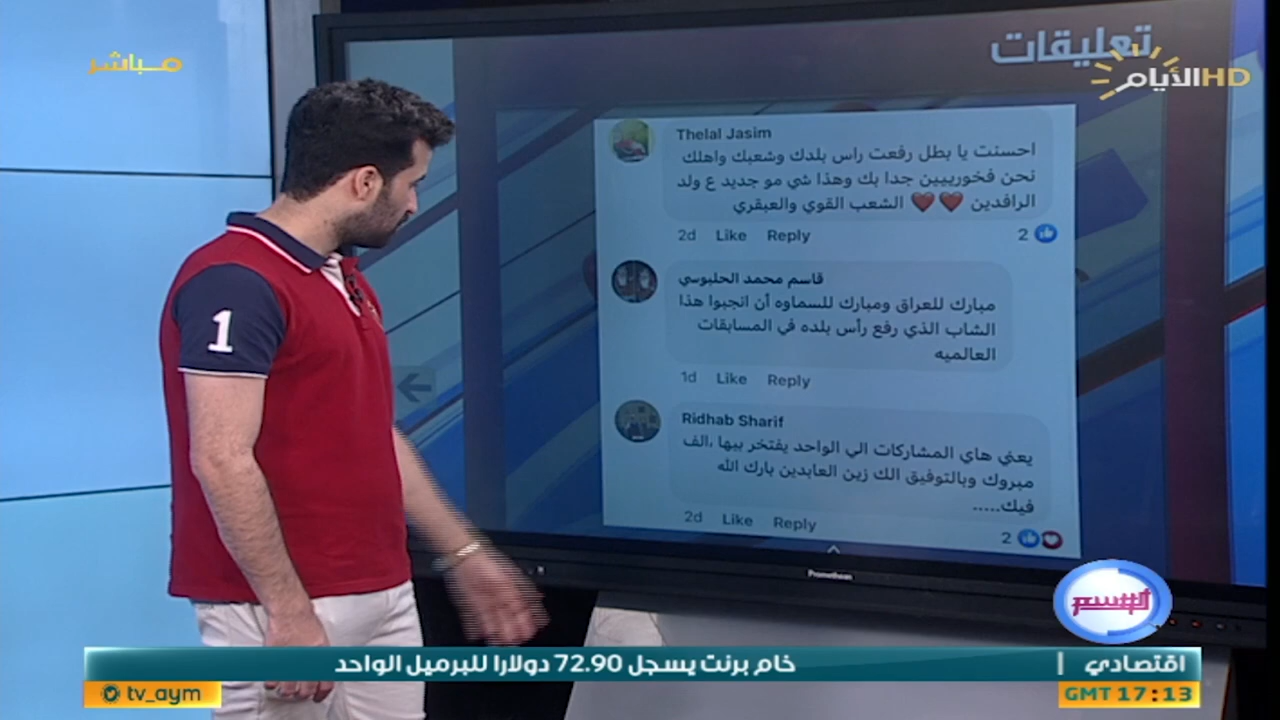 مباشر
تعليقات
الأيام HD
Thelal Jasim
احسنت يا بطل رفعت راس بلدك وشعبك واهلك
نحن فخورييين جدا بك وهذا شي مو جديد ع ولد
الرافدين ❤️❤️ الشعب القوي والعبقري
2d Like Reply 2
قاسم محمد الحلبوسي
مبارك للعراق ومبارك للسماوه أن انجبوا هذا
الشاب الذي رفع رأس بلده في المسابقات
العالميه
1d Like Reply
Ridhab Sharif
يعني هاي المشاركات الي الواحد يفتخر بيها ،الف
مبروك وبالتوفيق الك زين العابدين بارك الله
فيك.....
2d Like Reply 2
1
Promethean
اقتصادي | خام برنت يسجل 72.90 دولارا للبرميل الواحد
tv_aym
GMT 17:13